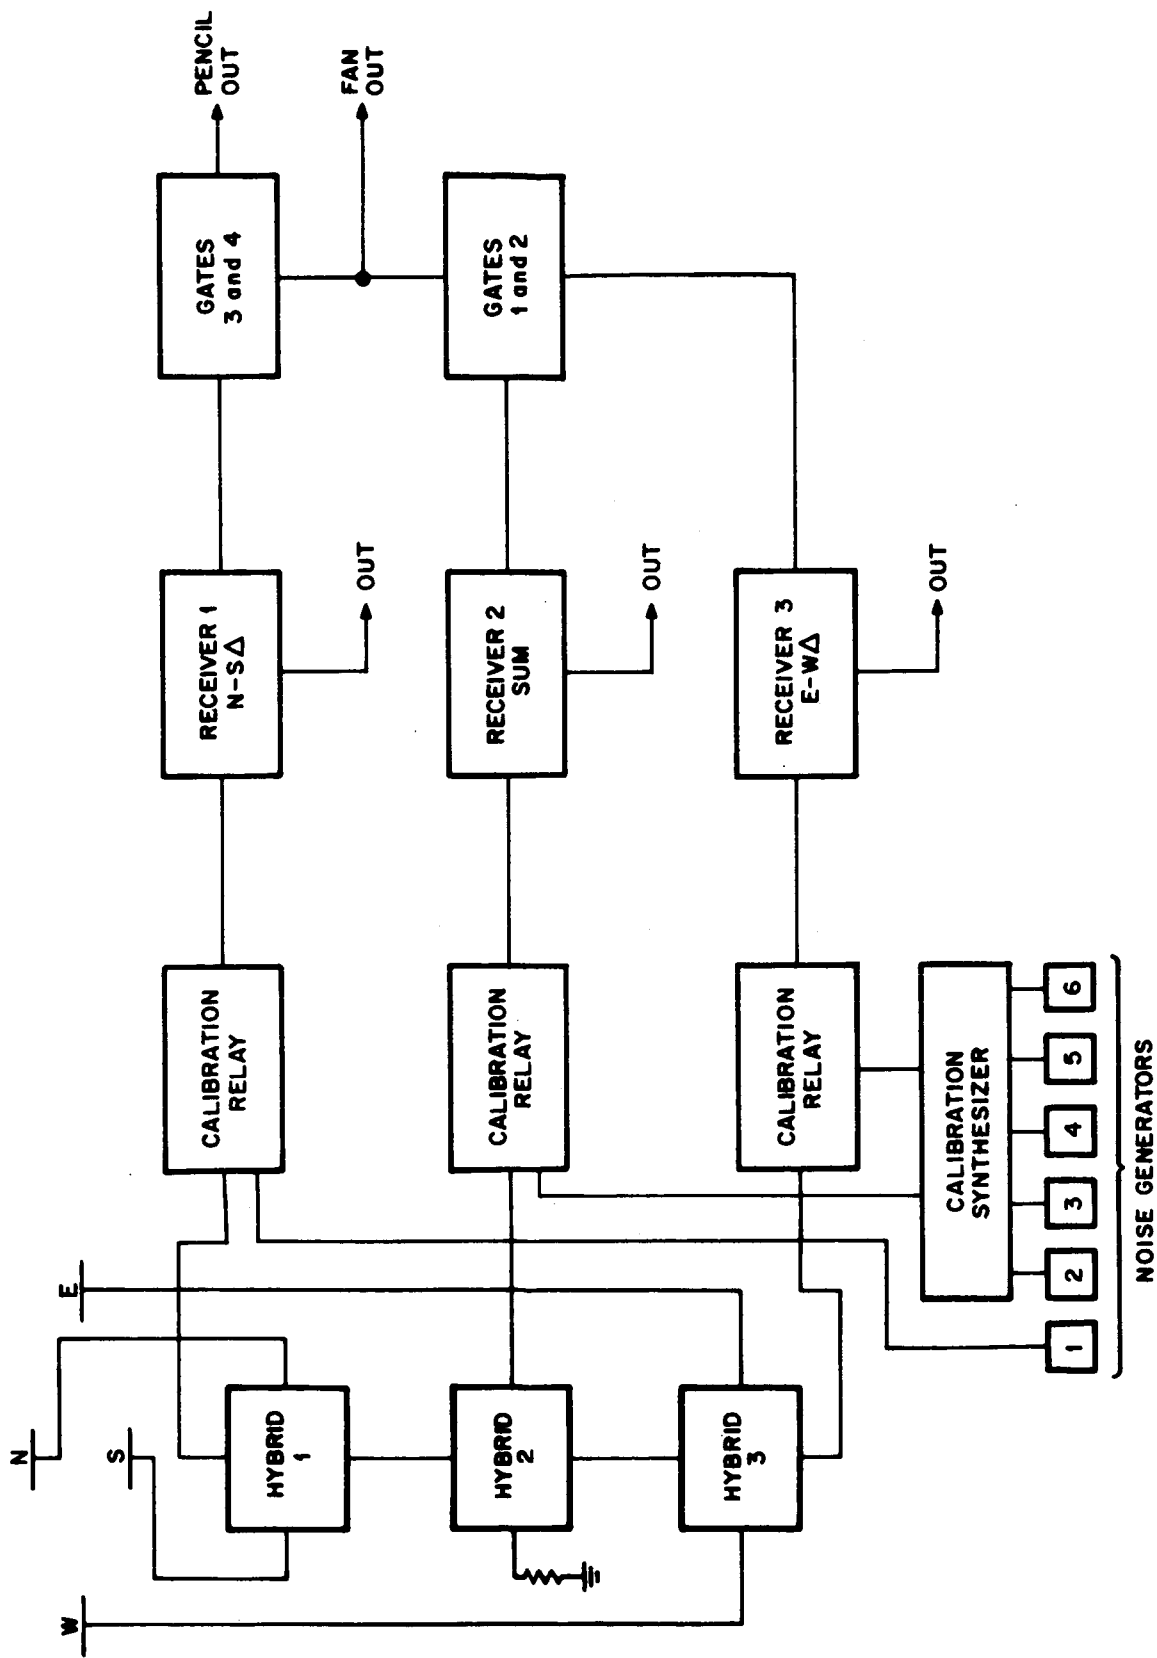 N
S
E
W
HYBRID
1
HYBRID
2
HYBRID
3
CALIBRATION
RELAY
CALIBRATION
RELAY
CALIBRATION
RELAY
CALIBRATION
SYNTHESIZER
1
2
3
4
5
6
NOISE GENERATORS
RECEIVER 1
N-S∆
OUT
RECEIVER 2
SUM
OUT
RECEIVER 3
E-W∆
OUT
GATES
3 and 4
GATES
1 and 2
PENCIL
OUT
FAN
OUT